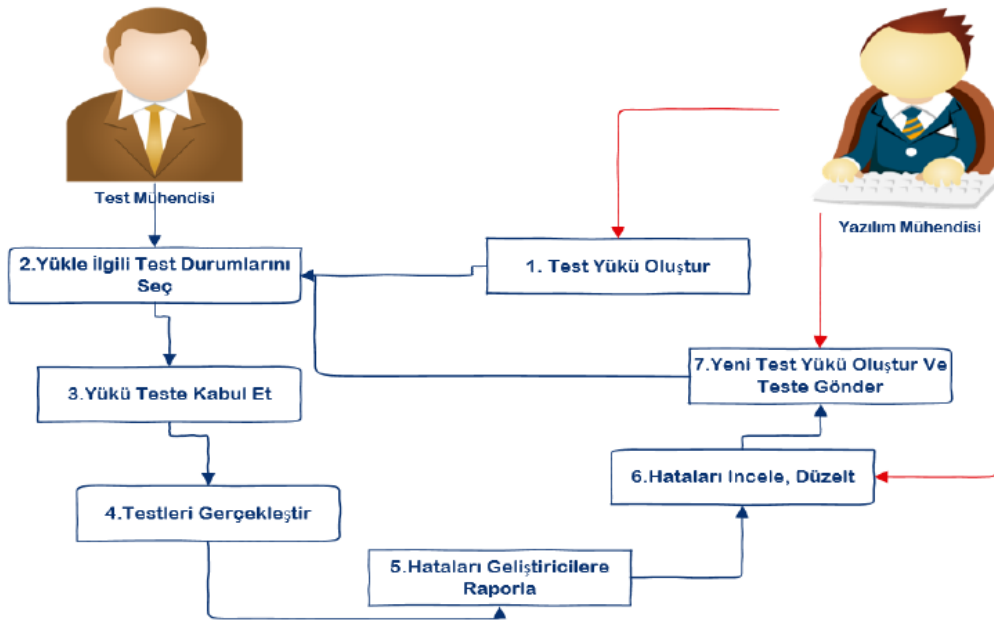 Test Mühendisi
Yazılım Mühendisi
1. Test Yükü Oluştur
2.Yükle İlgili Test Durumlarını
Seç
3.Yükü Teste Kabul Et
4.Testleri Gerçekleştir
5.Hataları Geliştiricilere
Raporla
6.Hataları Incele, Düzelt
7.Yeni Test Yükü Oluştur Ve
Teste Gönder